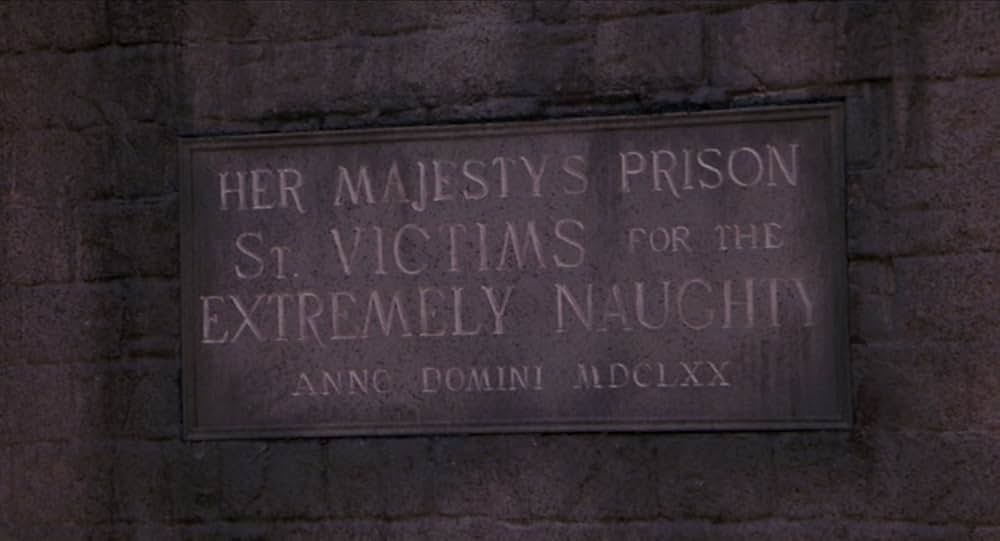 HER MAJESTYS PRISON
ST. VICTIMS FOR THE
EXTREMELY NAUGHTY
ANNO DOMINI MDCLXX